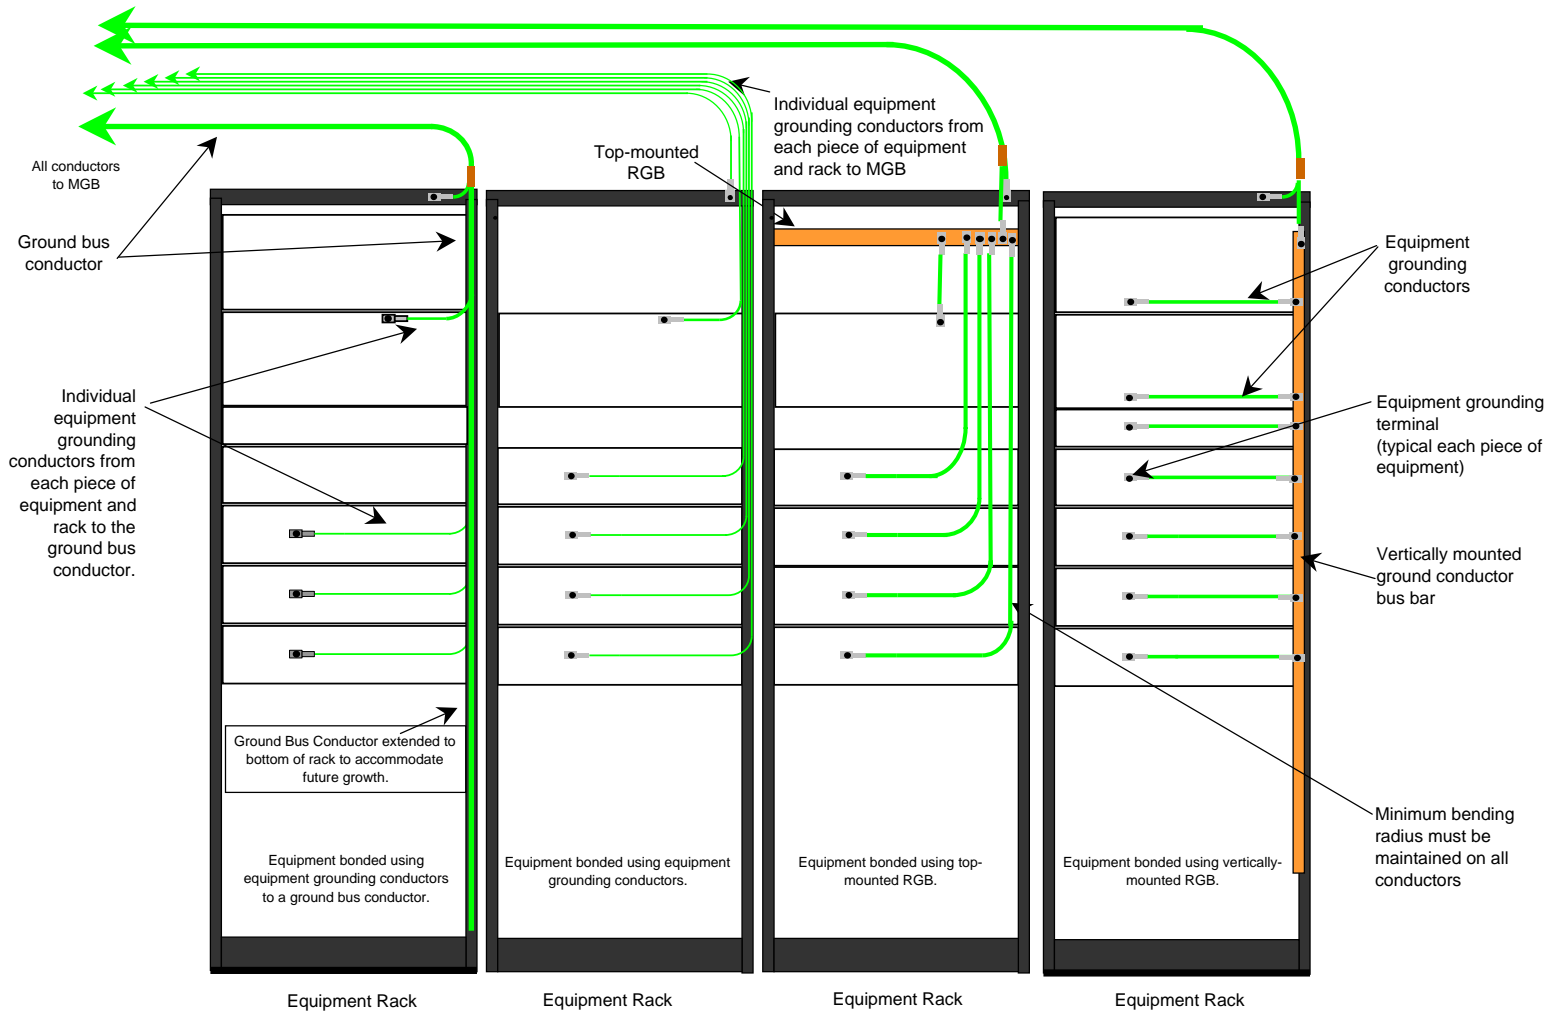 Individual equipment
grounding conductors from
each piece of equipment
and rack to MGB
Top-mounted
RGB
All conductors
to MGB
Ground bus
conductor
Equipment
grounding
conductors
Individual
equipment
grounding
conductors from
each piece of
equipment and
rack to the
ground bus
conductor.
Equipment grounding
terminal
(typical each piece of
equipment)
Vertically mounted
ground conductor
bus bar
Ground Bus Conductor extended to
bottom of rack to accommodate
future growth.
Minimum bending
radius must be
maintained on all
conductors
Equipment bonded using
equipment grounding conductors
to a ground bus conductor.
Equipment bonded using equipment
grounding conductors.
Equipment bonded using top-
mounted RGB.
Equipment bonded using vertically-
mounted RGB.
Equipment Rack
Equipment Rack
Equipment Rack
Equipment Rack